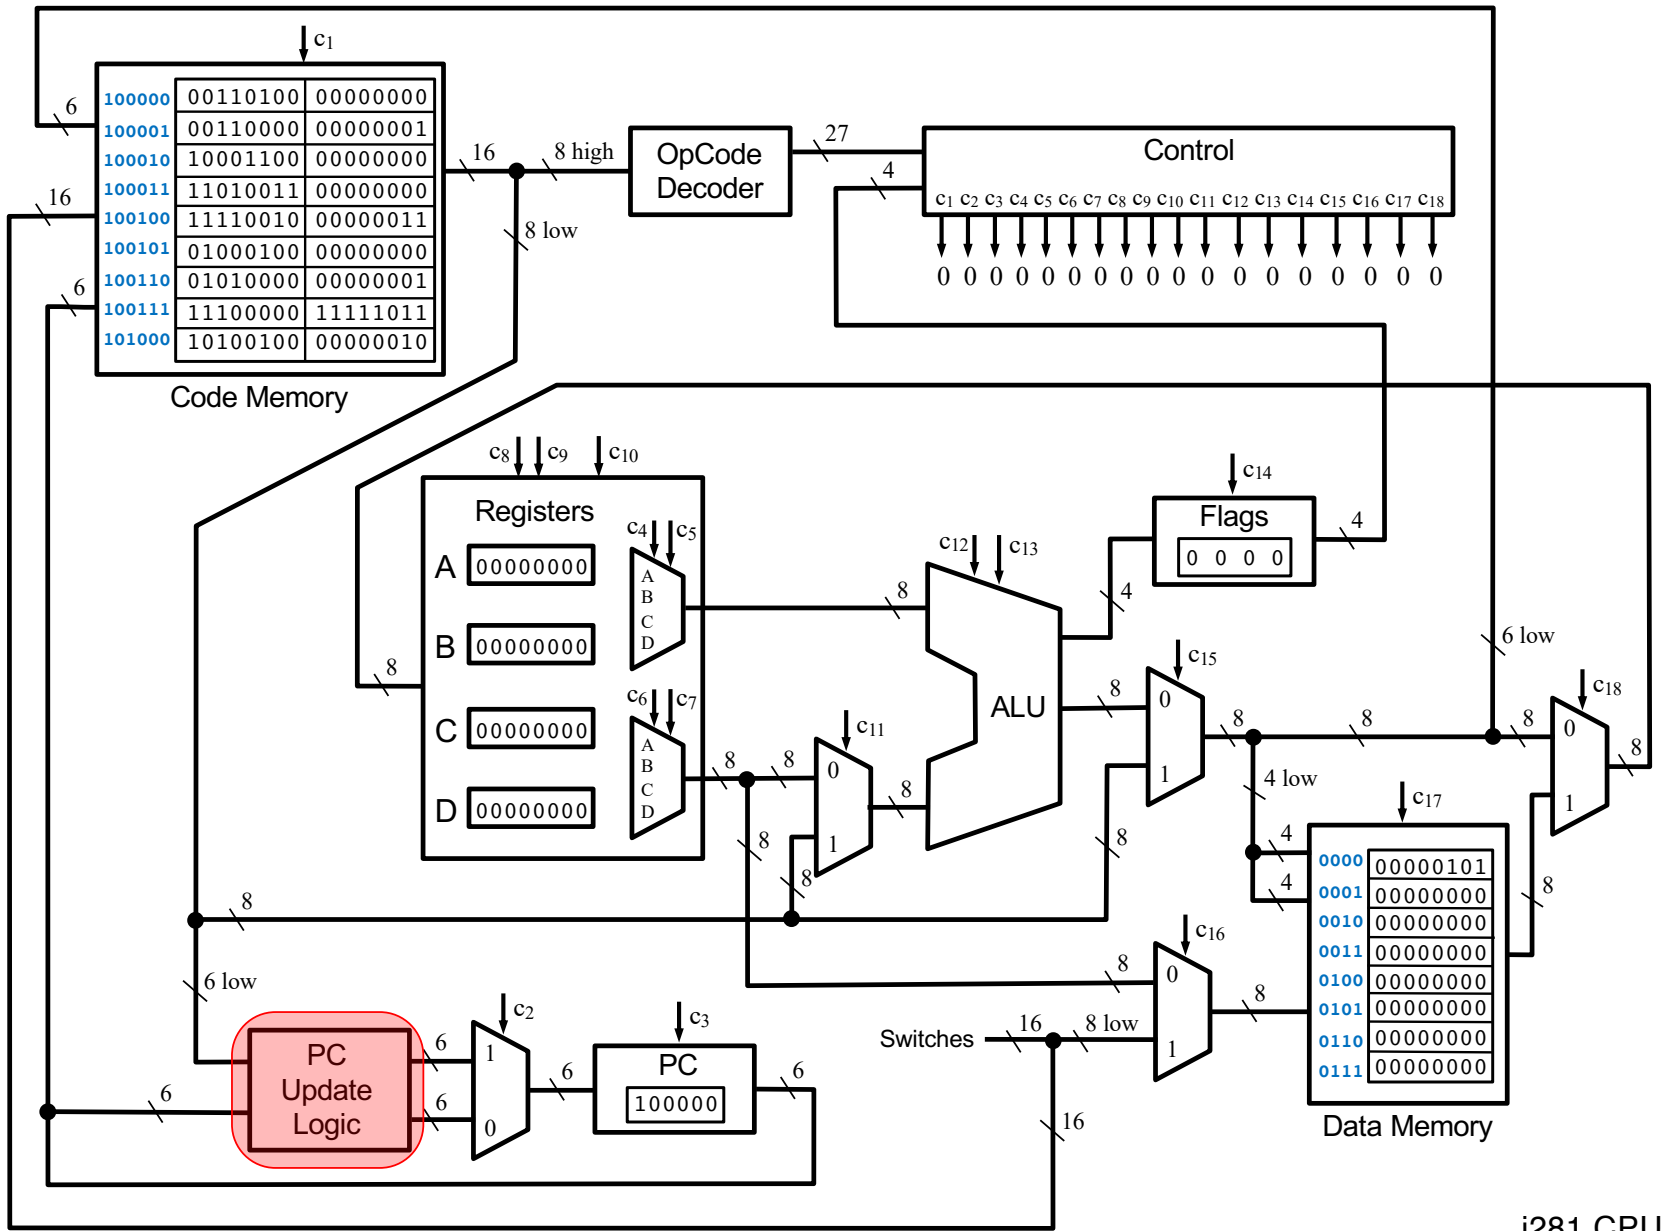 c1
6
100000 00110100 00000000
100001 00110000 00000001
100010 10001100 00000000
100011 11010011 00000000
100100 11110010 00000011
100101 01000100 00000000
100110 01010000 00000001
100111 11100000 11111011
101000 10100100 00000010
Code Memory
16
6
16
8 high
8 low
OpCode
Decoder
27
4
Control
c1 c2 c3 c4 c5 c6 c7 c8 c9 c10 c11 c12 c13 c14 c15 c16 c17 c18
0 0 0 0 0 0 0 0 0 0 0 0 0 0 0 0 0 0
c8 c9 c10
Registers
A 00000000
B 00000000
C 00000000
D 00000000
8
c4 c5
A
B
C
D
c6 c7
A
B
C
D
8
8
8
8
c11
0
1
8
8
8
c12 c13
ALU
4
8
c14
Flags
0 0 0 0
4
c15
0
1
8
8
8
8
6 low
4 low
c18
0
1
8
c17
4
4
0000 00000101
0001 00000000
0010 00000000
0011 00000000
0100 00000000
0101 00000000
0110 00000000
0111 00000000
Data Memory
8
8
c16
0
1
8
8
Switches
16
8 low
16
6 low
6
PC
Update
Logic
6
6
c2
1
0
6
c3
PC
100000
6
i281 CPU